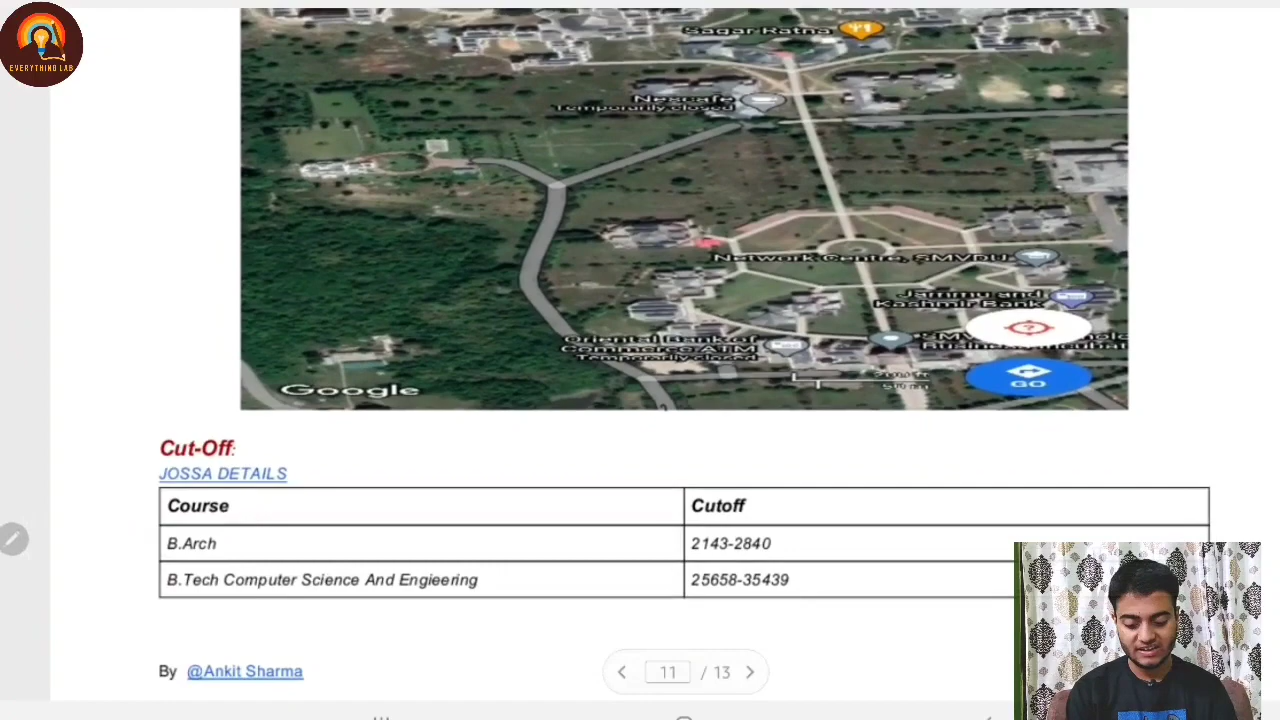 EVERYTHING LAB
Sagar Ratna
Nescafe
Temporarily closed
Network Centre, SMVDU
Jammu and
Kashmir Bank
Oriental Bank of
Commerce ATM
Temporarily closed
?
GO
Google
Cut-Off:
JOSSA DETAILS
Course Cutoff
B.Arch 2143-2840
B.Tech Computer Science And Engieering 25658-35439
By @Ankit Sharma
11 / 13